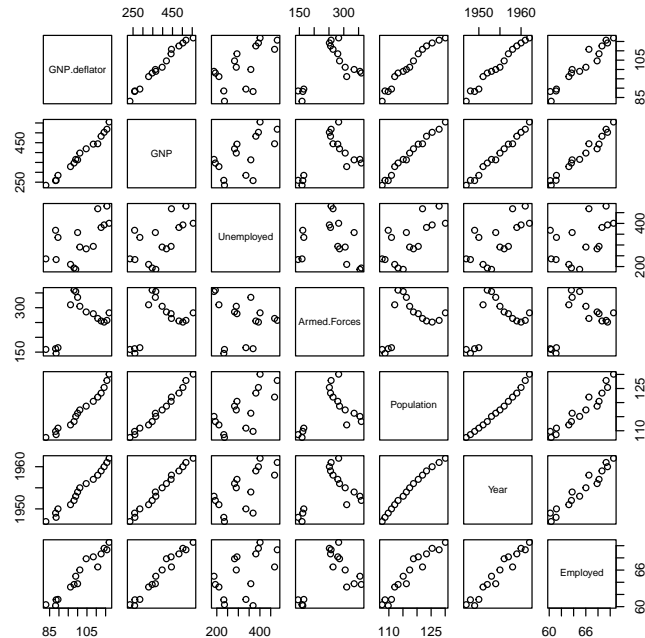 250 450
150 300
1950 1960
GNP.deflator
85 105
250 450
GNP
Unemployed
200 400
150 300
Armed.Forces
Population
110 125
1950 1960
Year
60 66
Employed
85 105
200 400
110 130
60 66